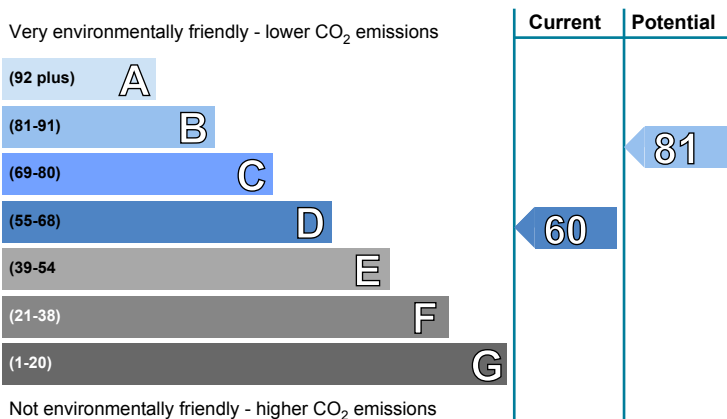 Very environmentally friendly - lower CO2 emissions
Current
Potential
(92 plus) A
(81-91) B
(69-80) C
(55-68) D
(39-54 E
(21-38) F
(1-20) G
81
60
Not environmentally friendly - higher CO2 emissions